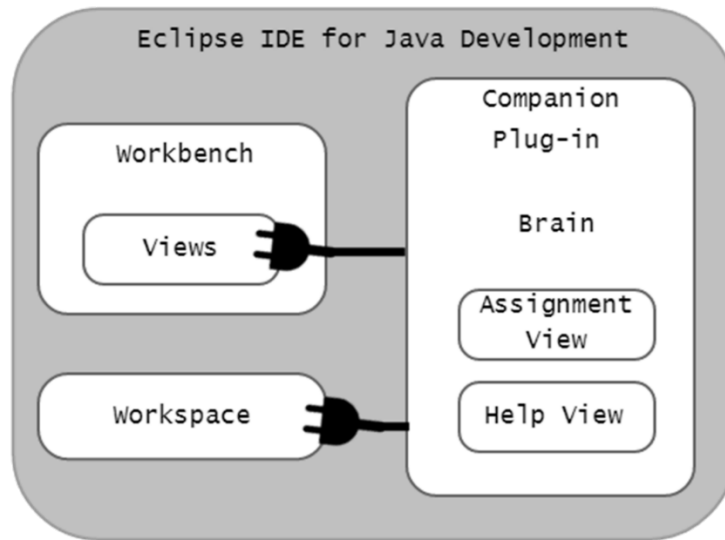 Eclipse IDE for Java Development
Workbench
Views
Workspace
Companion
Plug-in
Brain
Assignment
View
Help View